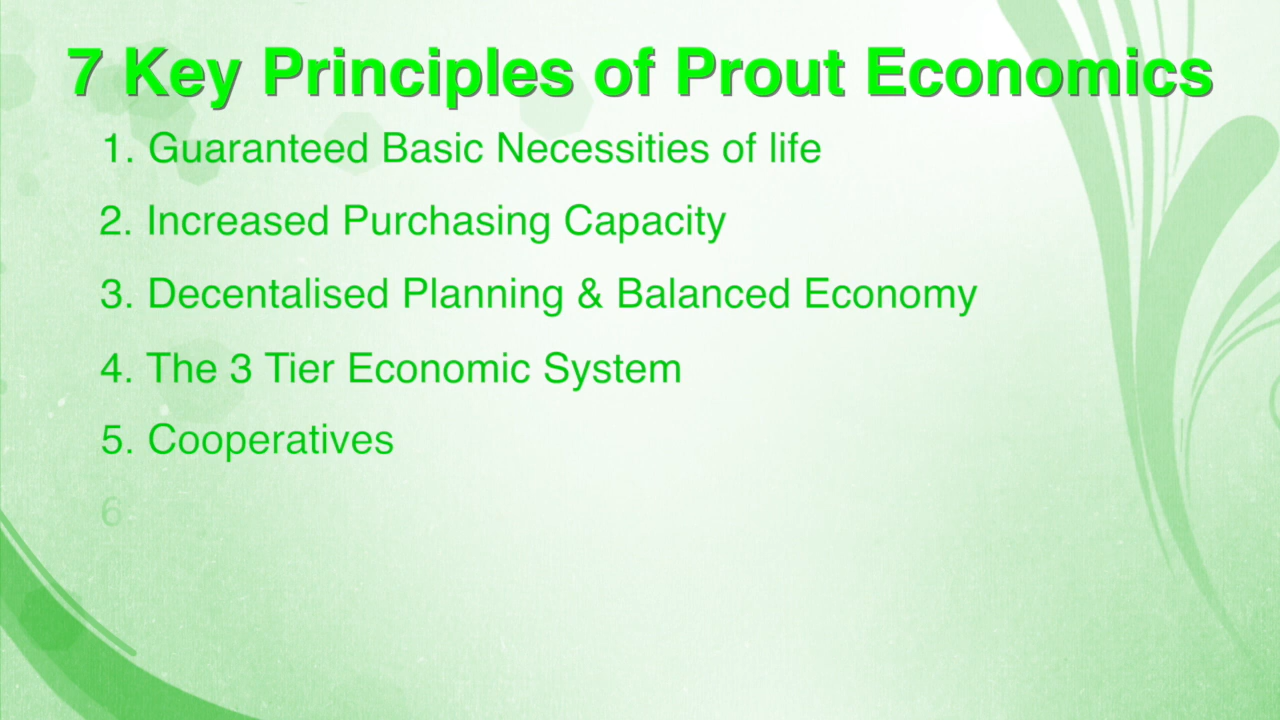 7 Key Principles of Prout Economics
1. Guaranteed Basic Necessities of life
2. Increased Purchasing Capacity
3. Decentalised Planning & Balanced Economy
4. The 3 Tier Economic System
5. Cooperatives
6